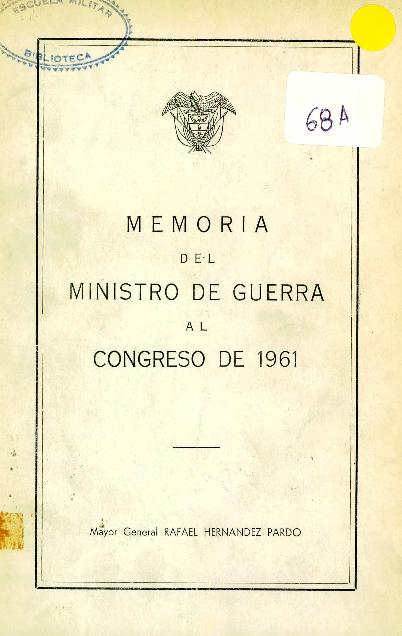 ESCUELA MILITAR
BIBLIOTECA
68A
MEMORIA
DEL
MINISTRO DE GUERRA
AL
CONGRESO DE 1961
Mayor General RAFAEL HERNANDEZ PARDO